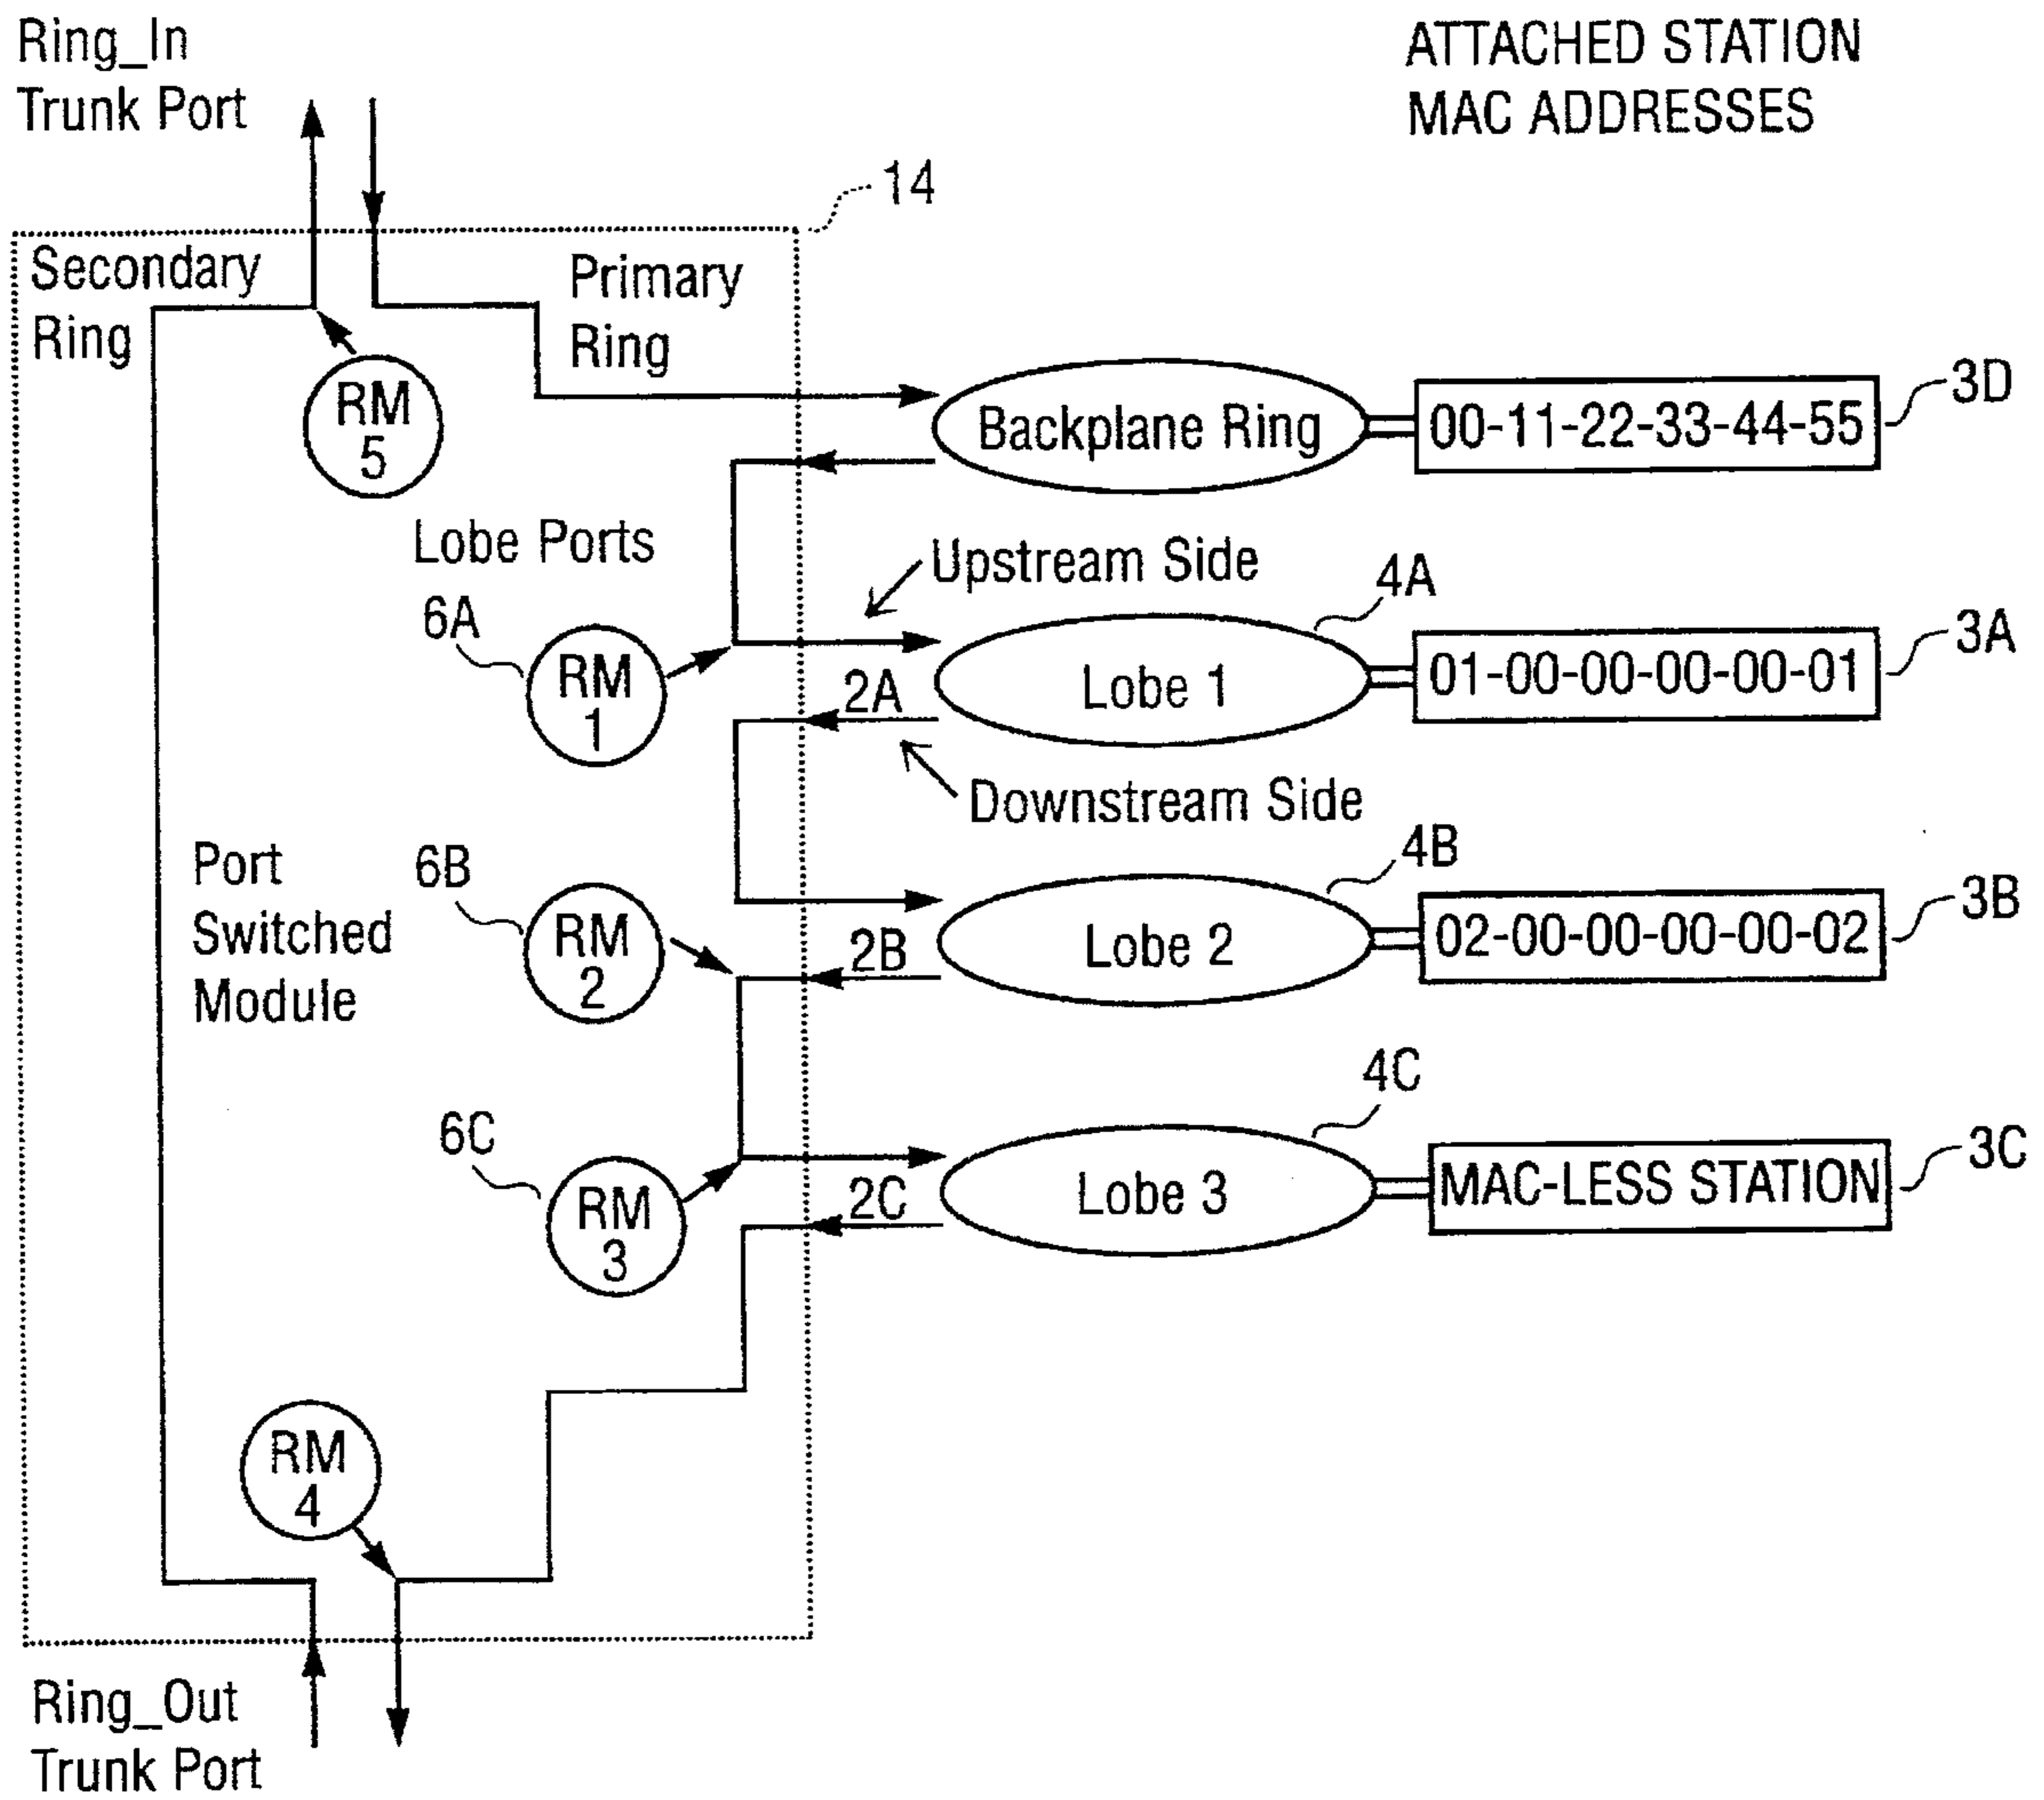 Ring_In
Trunk Port
ATTACHED STATION
MAC ADDRESSES
14
Secondary
Ring
Primary
Ring
RM
5
Backplane Ring
00-11-22-33-44-55
3D
Lobe Ports
Upstream Side
6A
RM
1
4A
Lobe 1
01-00-00-00-00-01
3A
2A
Downstream Side
Port
Switched
Module
6B
RM
2
4B
Lobe 2
02-00-00-00-00-02
3B
2B
6C
RM
3
4C
Lobe 3
MAC-LESS STATION
3C
2C
RM
4
Ring_Out
Trunk Port